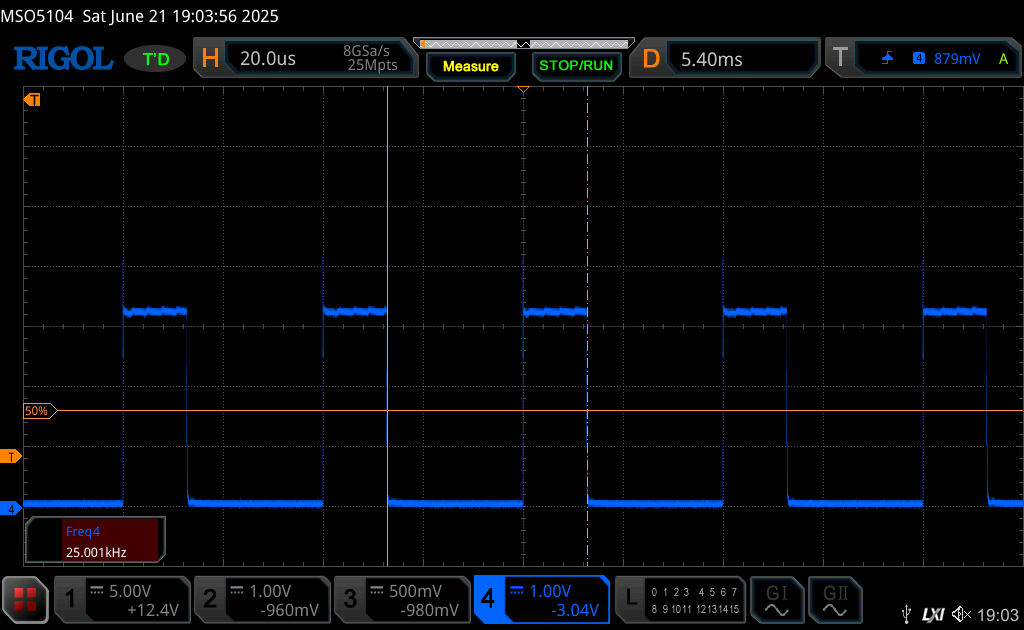 MSO5104 Sat June 21 19:03:56 2025
RIGOL T'D H 20.0us 8GSa/s 25Mpts Measure STOP/RUN D 5.40ms T 4 879mV A
T
50%
T
4
Freq4
25.001kHz
1 5.00V +12.4V 2 1.00V -960mV 3 500mV -980mV 4 1.00V -3.04V L 0 1 2 3 4 5 6 7 8 9 10 11 12 13 14 15 GI GII
LXI 19:03